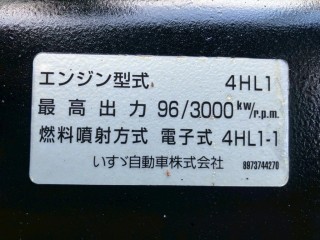 エンジン型式 4HL1
最高出力 96/3000 kw/r.p.m.
燃料噴射方式 電子式 4HL1-1
いすゞ自動車株式会社 8973744270